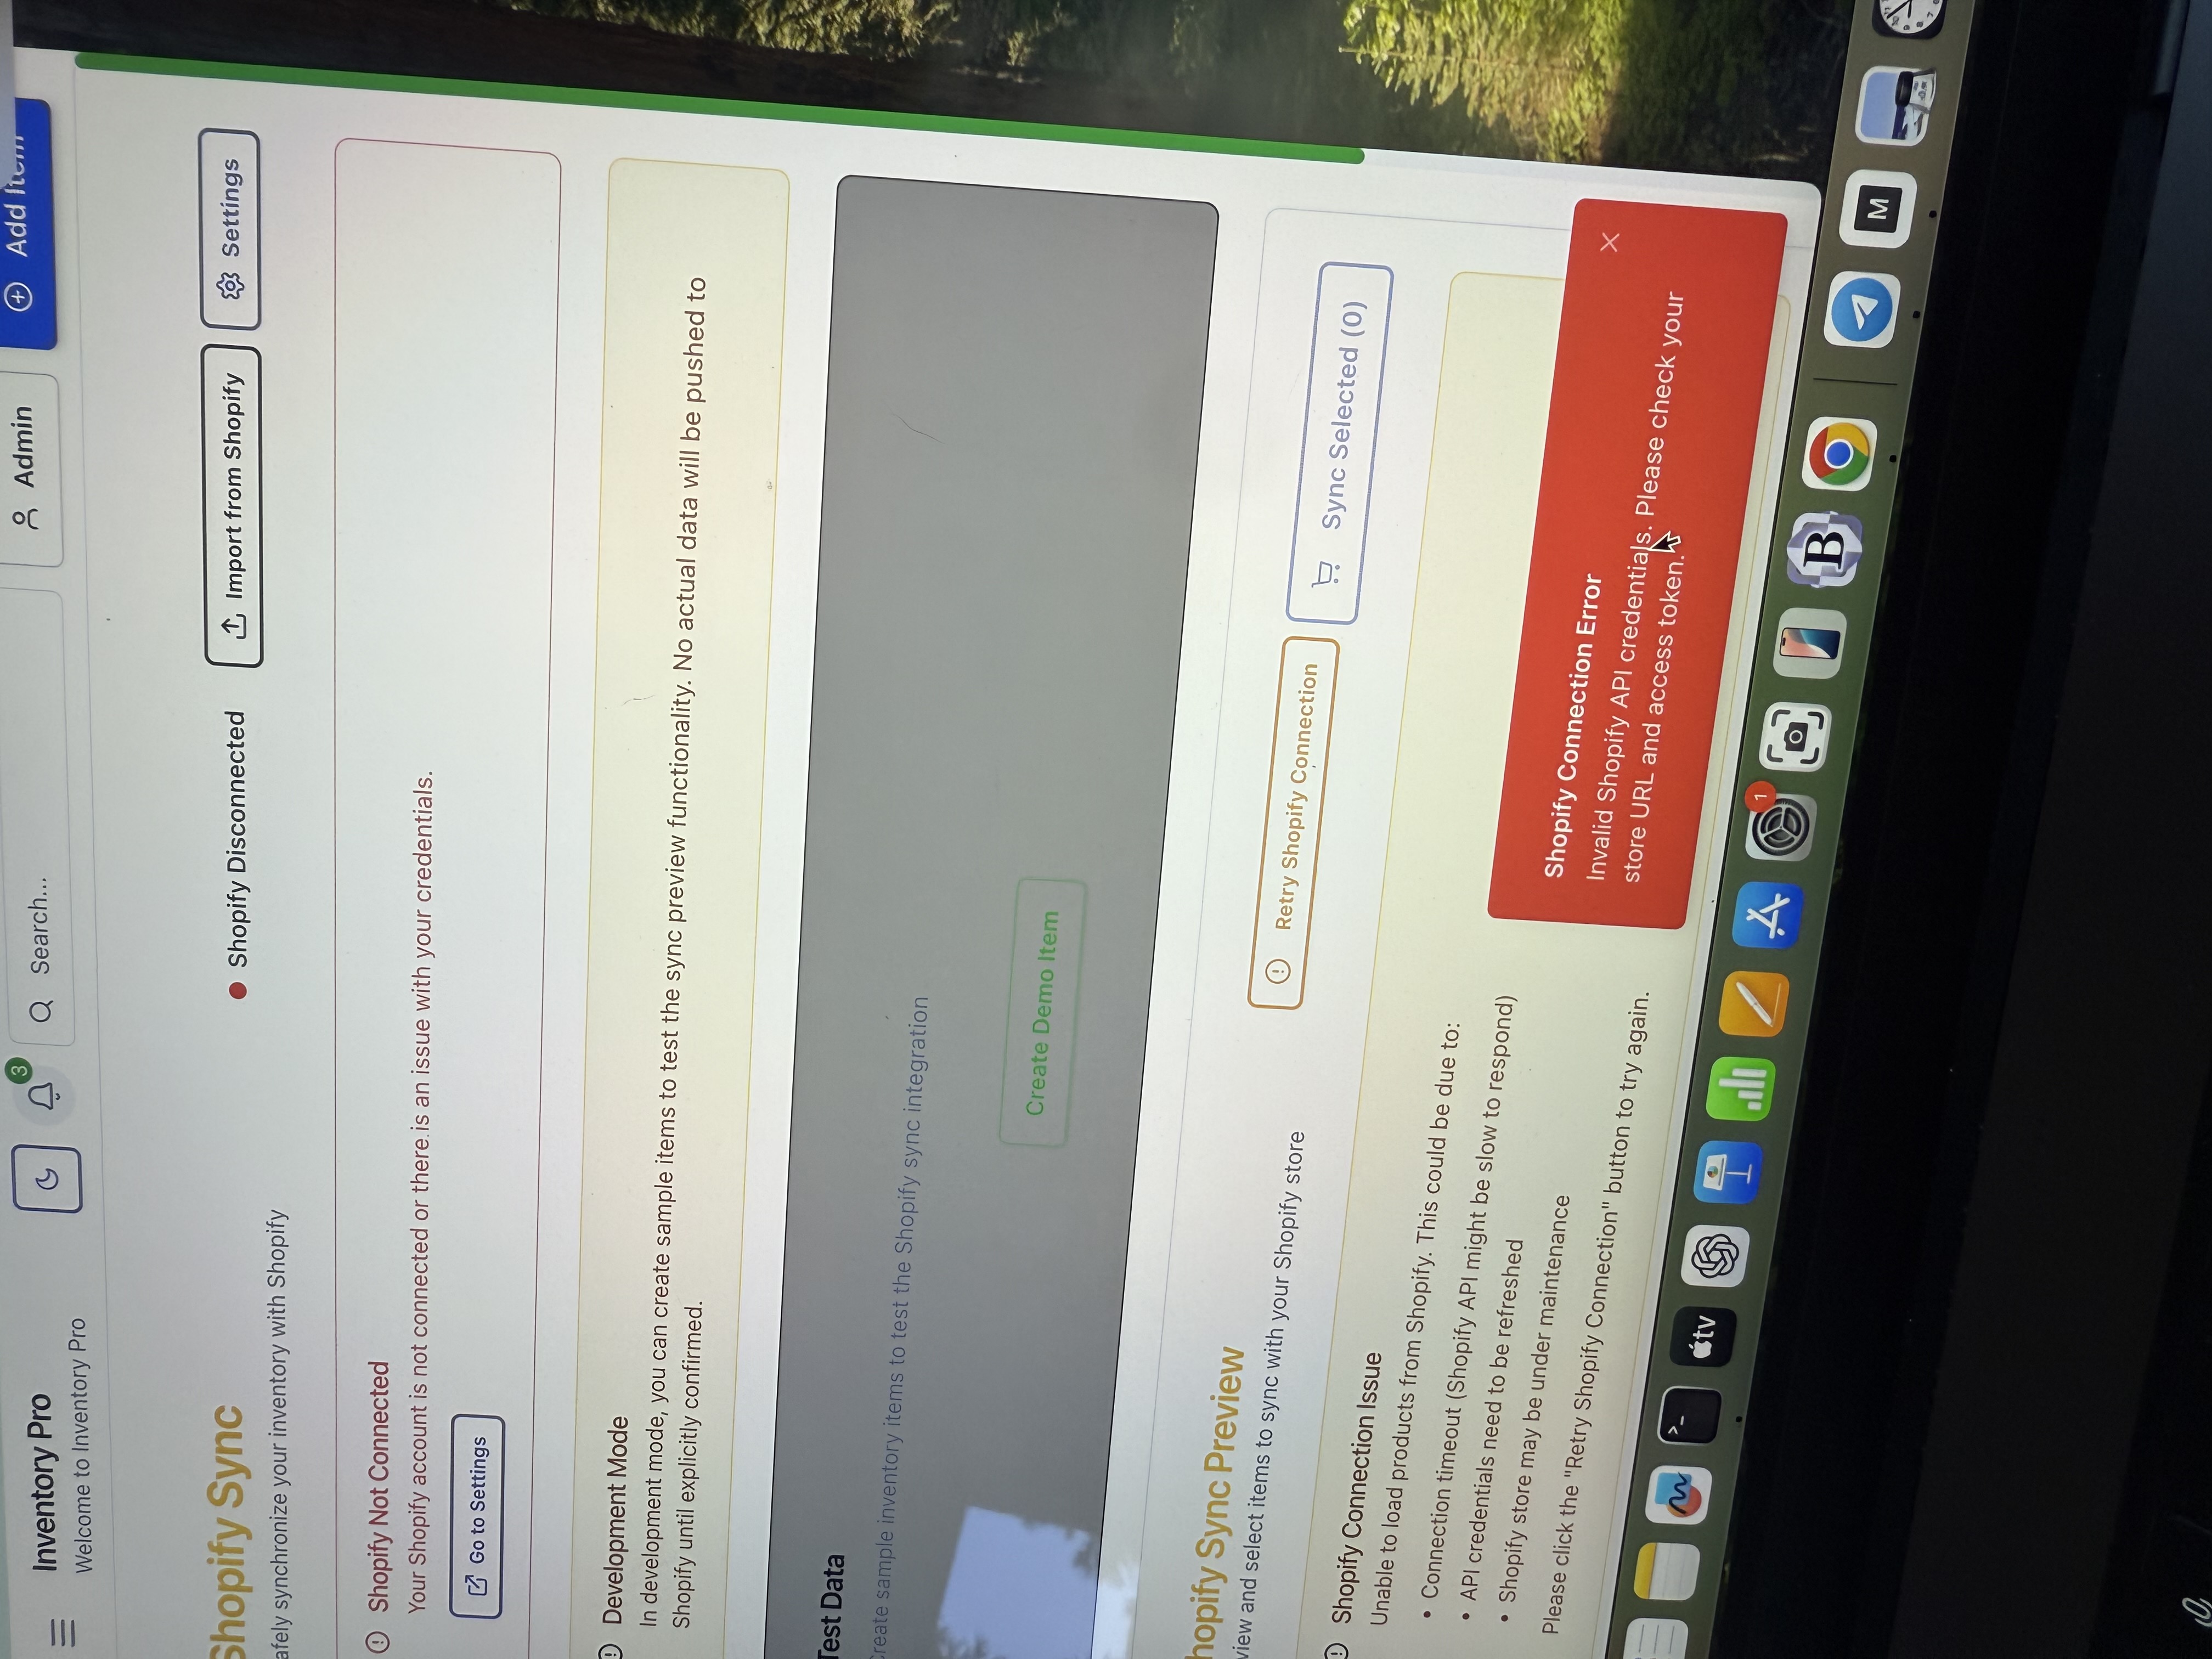 Inventory Pro
Welcome to Inventory Pro
3
Search...
Admin
Add Item
Shopify Sync
afely synchronize your inventory with Shopify
Shopify Disconnected
Import from Shopify
Settings
Shopify Not Connected
Your Shopify account is not connected or there is an issue with your credentials.
Go to Settings
Development Mode
In development mode, you can create sample items to test the sync preview functionality. No actual data will be pushed to
Shopify until explicitly confirmed.
Test Data
Create sample inventory items to test the Shopify sync integration
Create Demo Item
hopify Sync Preview
view and select items to sync with your Shopify store
Retry Shopify Connection
Sync Selected (0)
Shopify Connection Issue
Unable to load products from Shopify. This could be due to:
• Connection timeout (Shopify API might be slow to respond)
• API credentials need to be refreshed
• Shopify store may be under maintenance
Please click the "Retry Shopify Connection" button to try again.
Shopify Connection Error
Invalid Shopify API credentials. Please check your
store URL and access token.
tv
1
B
M